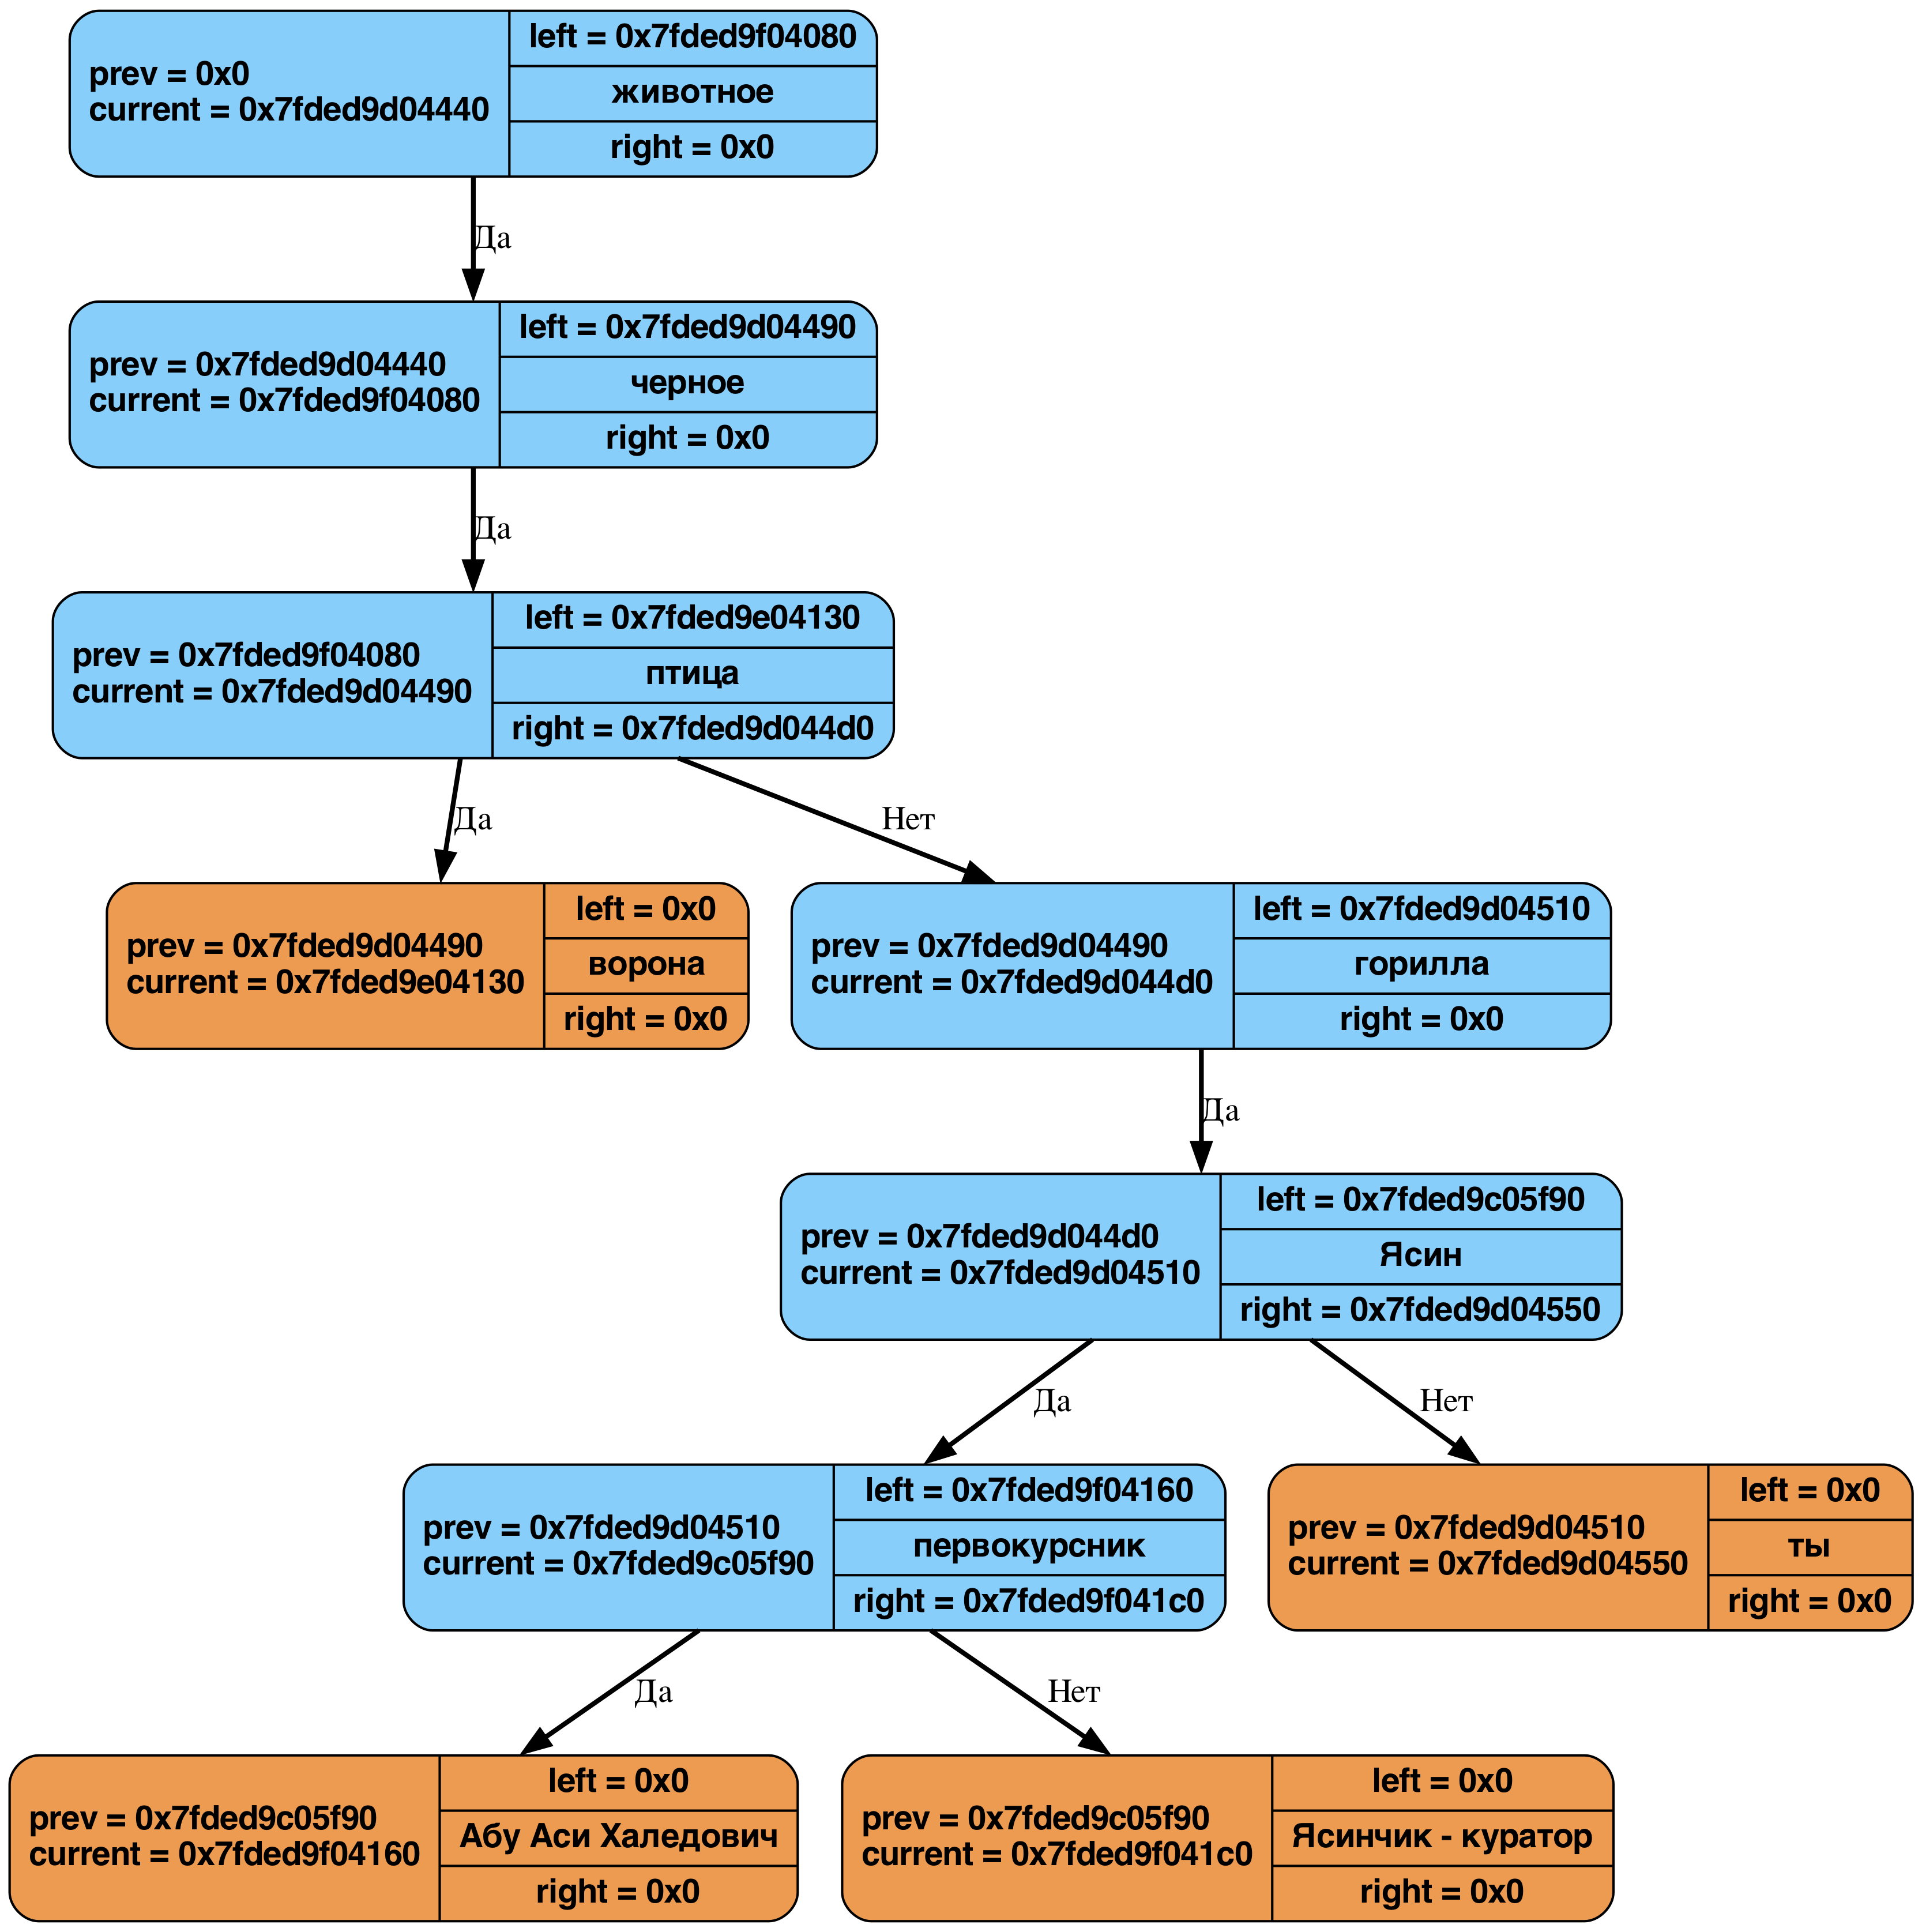 prev = 0x0
current = 0x7fded9d04440
left = 0x7fded9f04080
животное
right = 0x0
Да
prev = 0x7fded9d04440
current = 0x7fded9f04080
left = 0x7fded9d04490
черное
right = 0x0
Да
prev = 0x7fded9f04080
current = 0x7fded9d04490
left = 0x7fded9e04130
птица
right = 0x7fded9d044d0
Да
Нет
prev = 0x7fded9d04490
current = 0x7fded9e04130
left = 0x0
ворона
right = 0x0
prev = 0x7fded9d04490
current = 0x7fded9d044d0
left = 0x7fded9d04510
горилла
right = 0x0
Да
prev = 0x7fded9d044d0
current = 0x7fded9d04510
left = 0x7fded9c05f90
Ясин
right = 0x7fded9d04550
Да
Нет
prev = 0x7fded9d04510
current = 0x7fded9c05f90
left = 0x7fded9f04160
первокурсник
right = 0x7fded9f041c0
prev = 0x7fded9d04510
current = 0x7fded9d04550
left = 0x0
ты
right = 0x0
Да
Нет
prev = 0x7fded9c05f90
current = 0x7fded9f04160
left = 0x0
Абу Аси Халедович
right = 0x0
prev = 0x7fded9c05f90
current = 0x7fded9f041c0
left = 0x0
Ясинчик - куратор
right = 0x0